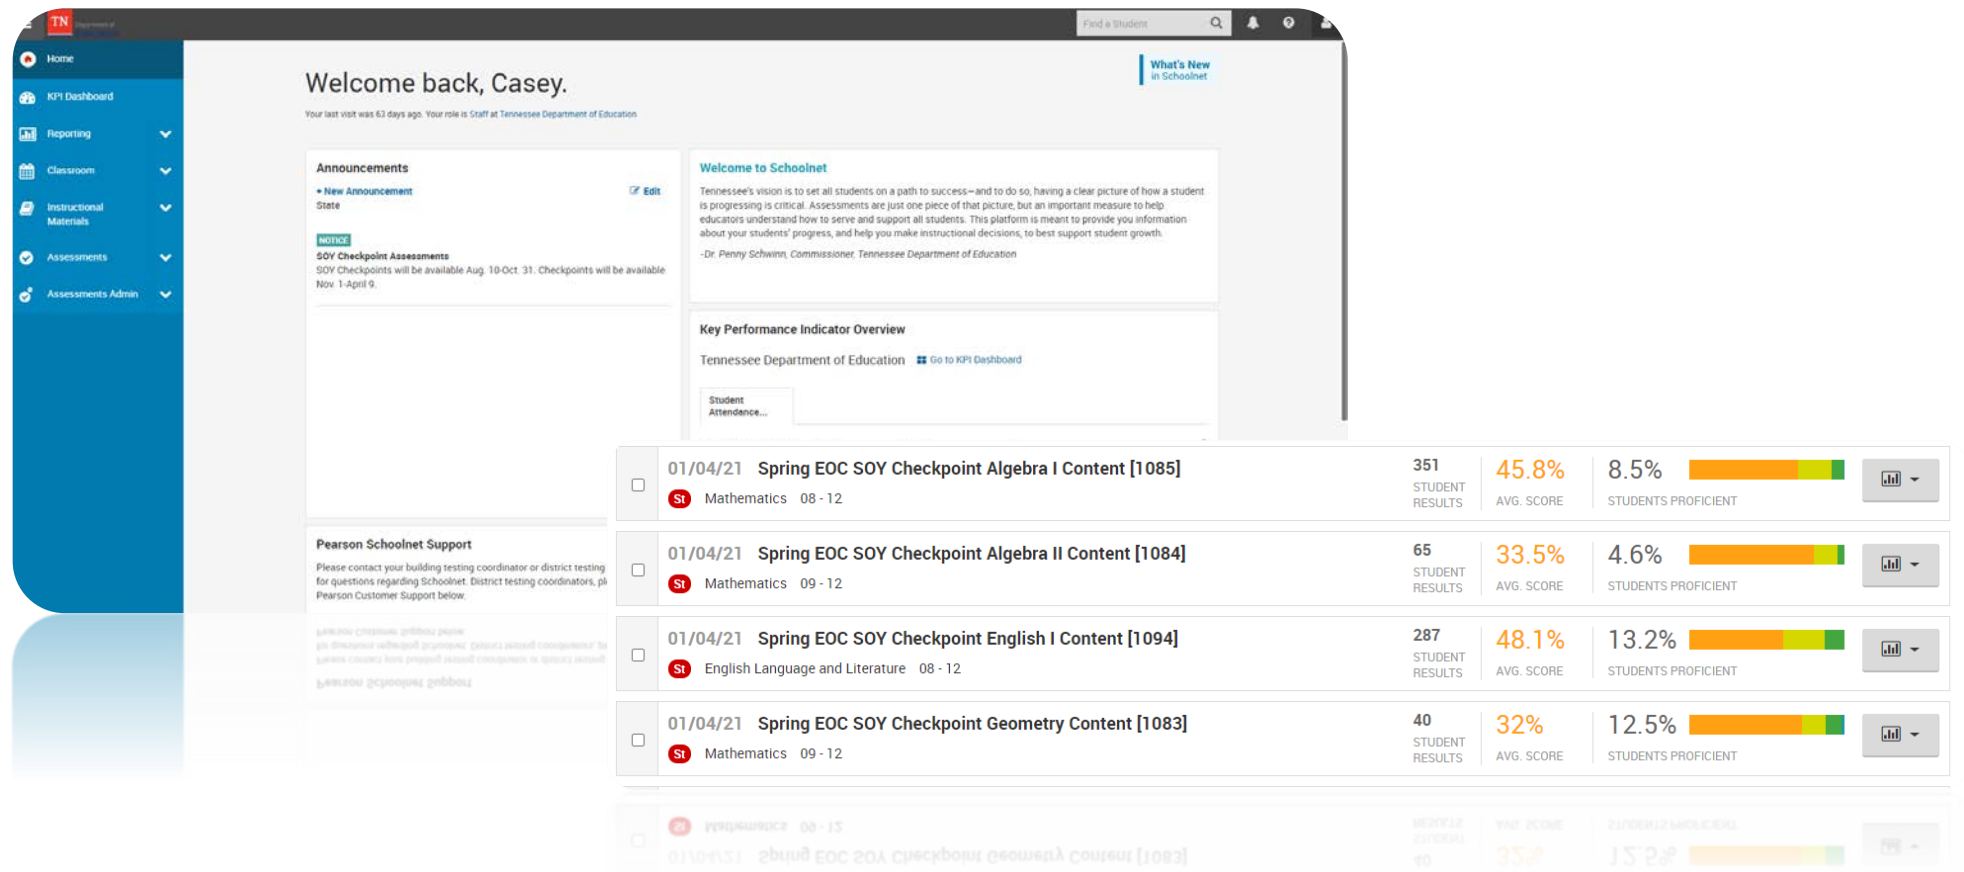 TN
Find a Student
Home
KPI Dashboard
Reporting
Classroom
Instructional
Materials
Assessments
Assessments Admin
Welcome back, Casey.
Your last visit was 63 days ago. Your role is Staff at Tennessee Department of Education
What's New
in Schoolnet
Announcements
+ New Announcement
Edit
State
NOTICE
SOY Checkpoint Assessments
SOY Checkpoints will be available Aug. 10-Oct. 31. Checkpoints will be available
Nov. 1-April 9.
Welcome to Schoolnet
Tennessee's vision is to set all students on a path to success—and to do so, having a clear picture of how a student
is progressing is critical. Assessments are just one piece of that picture, but an important measure to help
educators understand how to serve and support all students. This platform is meant to provide you information
about your students' progress, and help you make instructional decisions, to best support student growth.
-Dr. Penny Schwinn, Commissioner, Tennessee Department of Education
Key Performance Indicator Overview
Tennessee Department of Education Go to KPI Dashboard
Student
Attendance...
Pearson Schoolnet Support
Please contact your building testing coordinator or district testing
for questions regarding Schoolnet. District testing coordinators, pl
Pearson Customer Support below.
01/04/21 Spring EOC SOY Checkpoint Algebra I Content [1085]
St Mathematics 08 - 12
351
STUDENT
RESULTS
45.8%
AVG. SCORE
8.5%
STUDENTS PROFICIENT
01/04/21 Spring EOC SOY Checkpoint Algebra II Content [1084]
St Mathematics 09 - 12
65
STUDENT
RESULTS
33.5%
AVG. SCORE
4.6%
STUDENTS PROFICIENT
01/04/21 Spring EOC SOY Checkpoint English I Content [1094]
St English Language and Literature 08 - 12
287
STUDENT
RESULTS
48.1%
AVG. SCORE
13.2%
STUDENTS PROFICIENT
01/04/21 Spring EOC SOY Checkpoint Geometry Content [1083]
St Mathematics 09 - 12
40
STUDENT
RESULTS
32%
AVG. SCORE
12.5%
STUDENTS PROFICIENT